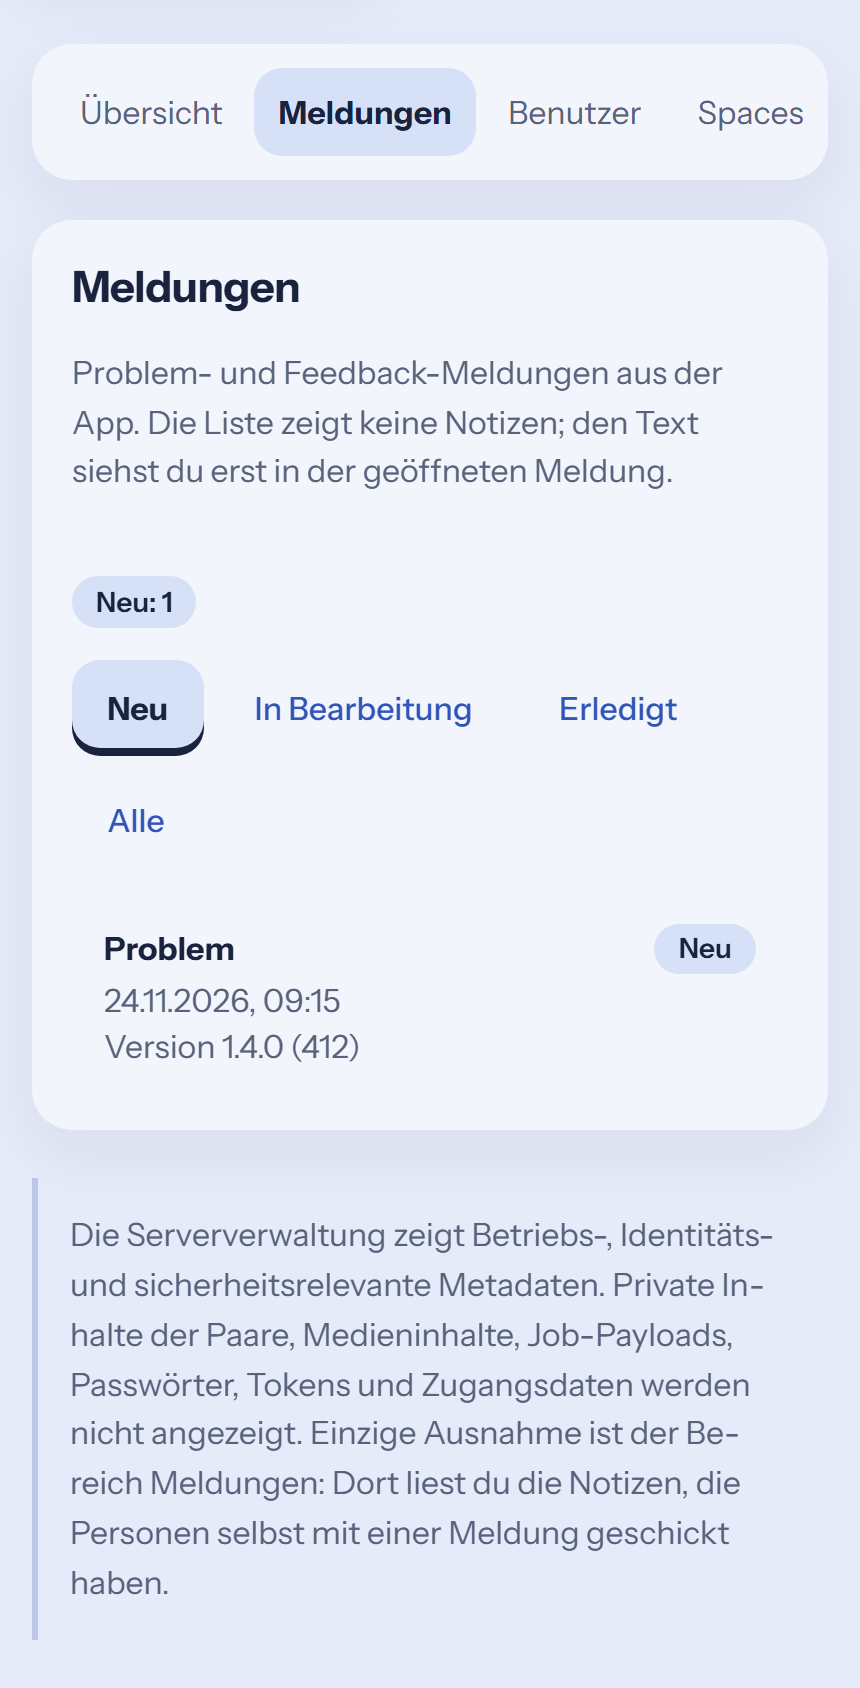 Übersicht Meldungen Benutzer Spaces
Meldungen
Problem- und Feedback-Meldungen aus der
App. Die Liste zeigt keine Notizen; den Text
siehst du erst in der geöffneten Meldung.
Neu: 1
Neu In Bearbeitung Erledigt
Alle
Problem Neu
24.11.2026, 09:15
Version 1.4.0 (412)
Die Serververwaltung zeigt Betriebs-, Identitäts-
und sicherheitsrelevante Metadaten. Private In-
halte der Paare, Medieninhalte, Job-Payloads,
Passwörter, Tokens und Zugangsdaten werden
nicht angezeigt. Einzige Ausnahme ist der Be-
reich Meldungen: Dort liest du die Notizen, die
Personen selbst mit einer Meldung geschickt
haben.